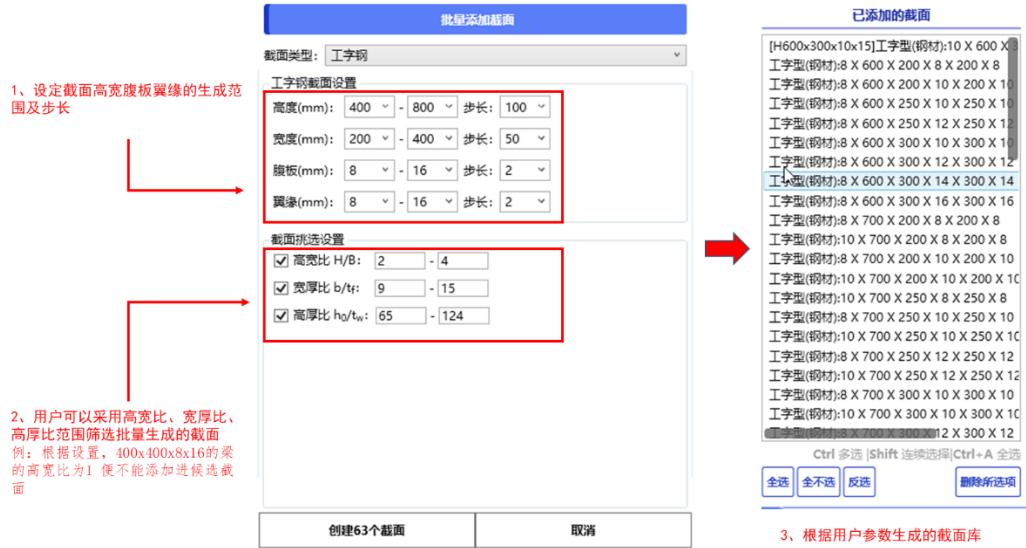 批量添加截面
截面类型: 工字钢
工字钢截面设置
高度(mm): 400 - 800 步长: 100
宽度(mm): 200 - 400 步长: 50
腹板(mm): 8 - 16 步长: 2
翼缘(mm): 8 - 16 步长: 2
截面挑选设置
高宽比 H/B: 2 - 4
宽厚比 b/tf: 9 - 15
高厚比 h0/tw: 65 - 124
创建63个截面
取消
1、设定截面高宽腹板翼缘的生成范
围及步长
2、用户可以采用高宽比、宽厚比、
高厚比范围筛选批量生成的截面
例：根据设置，400x400x8x16的梁
的高宽比为1 便不能添加进候选截
面
已添加的截面
[H600x300x10x15]工字型(钢材):10 X 600 X 3
工字型(钢材):8 X 600 X 200 X 8 X 200 X 8
工字型(钢材):8 X 600 X 200 X 10 X 200 X 10
工字型(钢材):8 X 600 X 250 X 10 X 250 X 10
工字型(钢材):8 X 600 X 250 X 12 X 250 X 12
工字型(钢材):8 X 600 X 300 X 10 X 300 X 10
工字型(钢材):8 X 600 X 300 X 12 X 300 X 12
工字型(钢材):8 X 600 X 300 X 14 X 300 X 14
工字型(钢材):8 X 600 X 300 X 16 X 300 X 16
工字型(钢材):8 X 700 X 200 X 8 X 200 X 8
工字型(钢材):10 X 700 X 200 X 8 X 200 X 8
工字型(钢材):8 X 700 X 200 X 10 X 200 X 10
工字型(钢材):10 X 700 X 200 X 10 X 200 X 10
工字型(钢材):10 X 700 X 250 X 8 X 250 X 8
工字型(钢材):8 X 700 X 250 X 10 X 250 X 10
工字型(钢材):10 X 700 X 250 X 10 X 250 X 10
工字型(钢材):8 X 700 X 250 X 12 X 250 X 12
工字型(钢材):10 X 700 X 250 X 12 X 250 X 12
工字型(钢材):8 X 700 X 300 X 10 X 300 X 10
工字型(钢材):10 X 700 X 300 X 10 X 300 X 10
工字型(钢材):8 X 700 X 300 X 12 X 300 X 12
Ctrl 多选 |Shift 连续选择|Ctrl+A 全选
全选 全不选 反选 删除所选项
3、根据用户参数生成的截面库